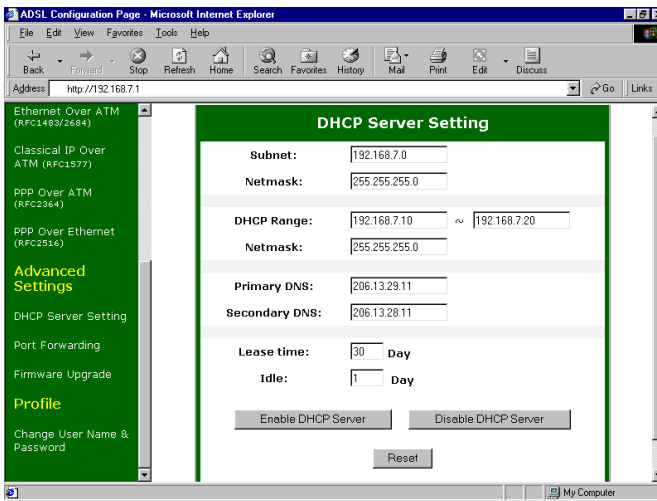 ADSL Configuration Page - Microsoft Internet Explorer
File Edit View Favorites Tools Help
Back Forward Stop Refresh Home Search Favorites History Mail Print Edit Discuss
Address http://192.168.7.1 Go Links
Ethernet Over ATM
(RFC1483/2684)
Classical IP Over
ATM (RFC1577)
PPP Over ATM
(RFC2364)
PPP Over Ethernet
(RFC2516)
Advanced
Settings
DHCP Server Setting
Port Forwarding
Firmware Upgrade
Profile
Change User Name &
Password
DHCP Server Setting
Subnet: 192.168.7.0
Netmask: 255.255.255.0
DHCP Range: 192.168.7.10 ~ 192.168.7.20
Netmask: 255.255.255.0
Primary DNS: 206.13.29.11
Secondary DNS: 206.13.28.11
Lease time: 30 Day
Idle: 1 Day
Enable DHCP Server Disable DHCP Server
Reset
My Computer